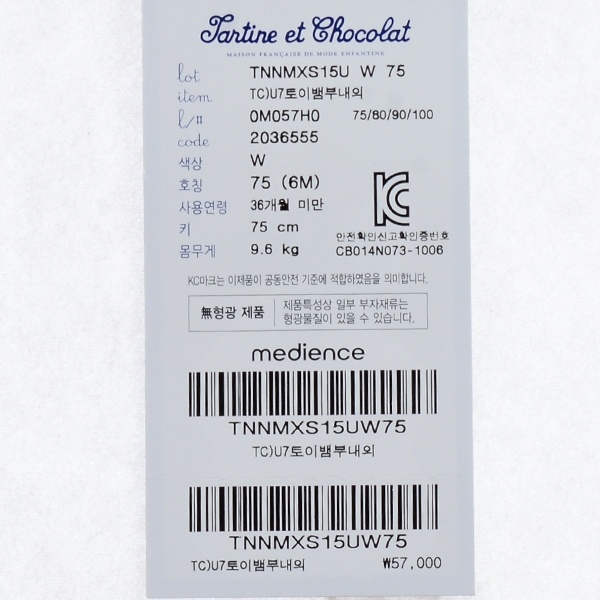 Tartine et Chocolat
MAISON FRANÇAISE DE MODE ENFANTINE
lot TNNMXS15U W 75
item TC)U7토이뱀부내의
l/# 0M057H0 75/80/90/100
code 2036555
색상 W
호칭 75 (6M)
사용연령 36개월 미만
키 75 cm
몸무게 9.6 kg
안전확인신고확인증번호
CB014N073-1006
KC마크는 이제품이 공동안전 기준에 적합하였음을 의미합니다.
無형광 제품
제품특성상 일부 부자재류는
형광물질이 있을 수 있습니다.
medience
TNNMXS15UW75
TC)U7토이뱀부내의
TNNMXS15UW75
TC)U7토이뱀부내의 ₩57,000